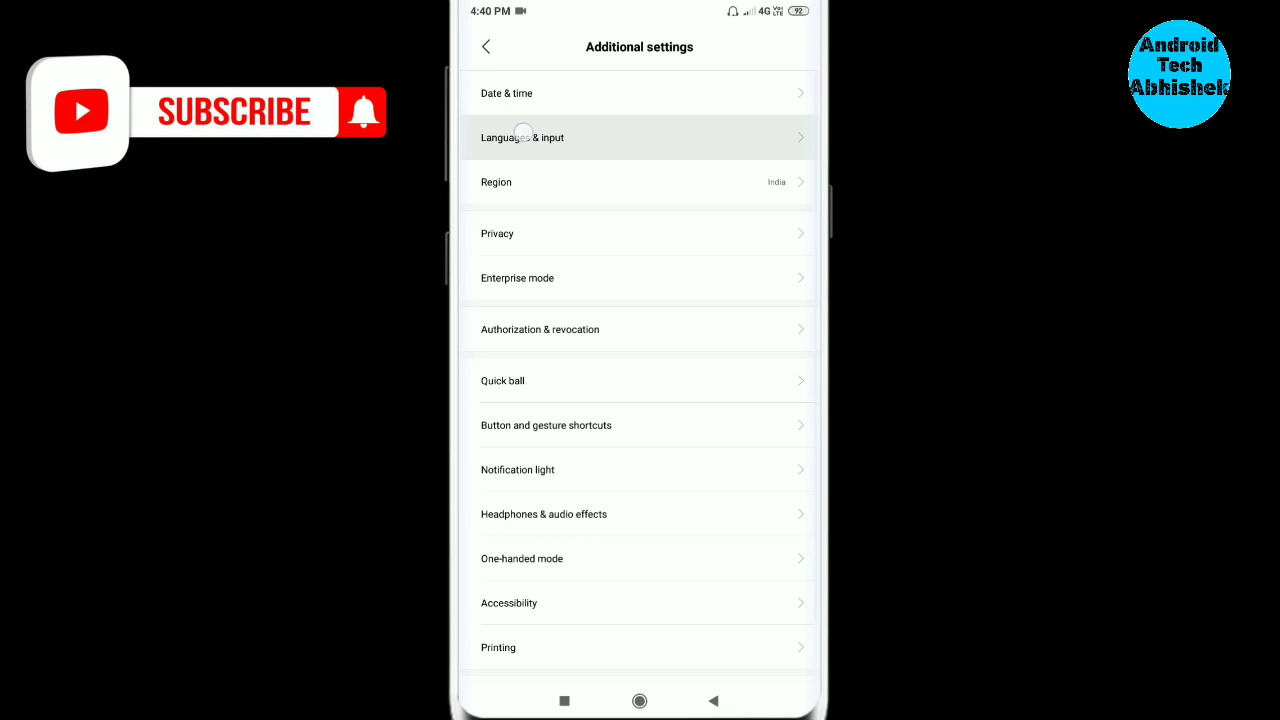 4:40 PM
4G Vo) LTE 92
Additional settings
SUBSCRIBE
Android
Tech
Abhishek
Date & time
Languages & input
Region India
Privacy
Enterprise mode
Authorization & revocation
Quick ball
Button and gesture shortcuts
Notification light
Headphones & audio effects
One-handed mode
Accessibility
Printing